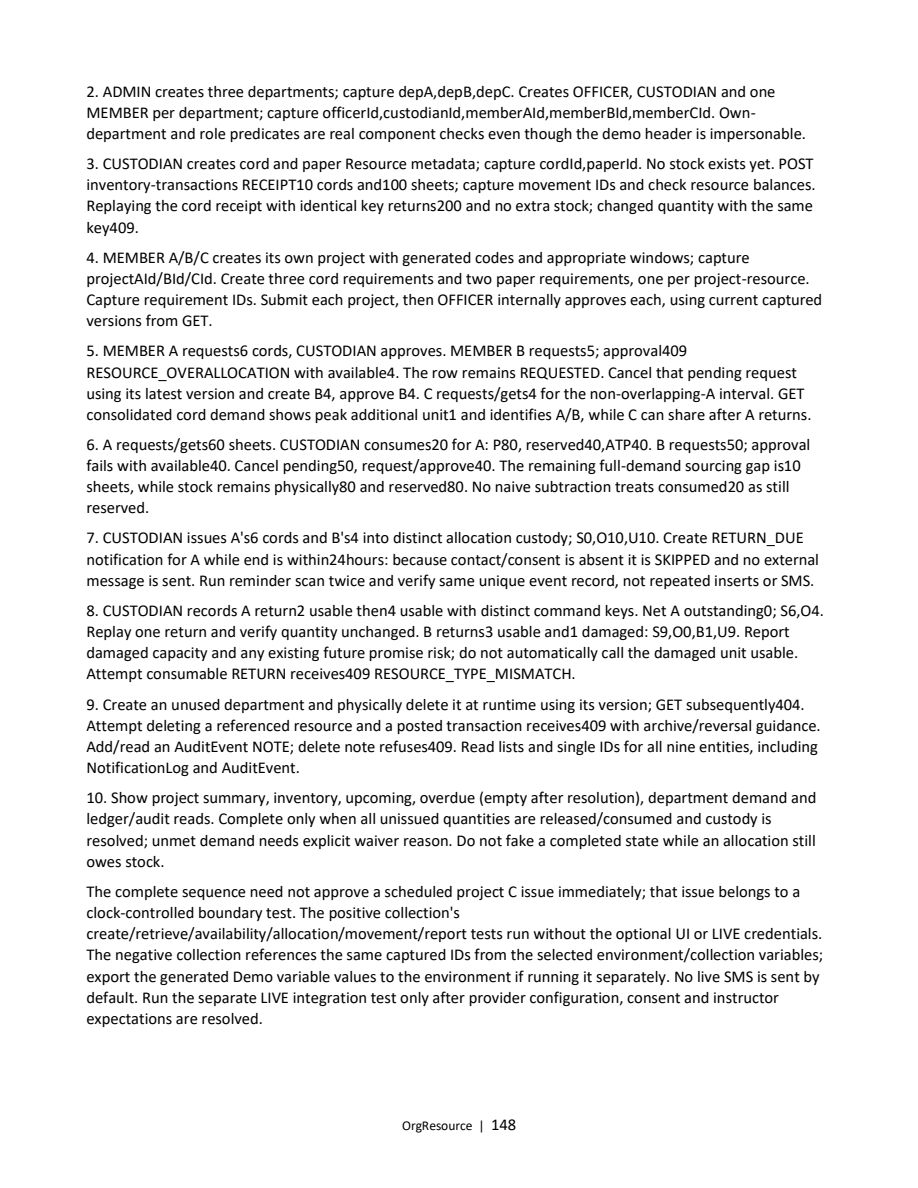 2. ADMIN creates three departments; capture depA,depB,depC. Creates OFFICER, CUSTODIAN and one
MEMBER per department; capture officerId,custodianId,memberAId,memberBId,memberCId. Own-
department and role predicates are real component checks even though the demo header is impersonable.
3. CUSTODIAN creates cord and paper Resource metadata; capture cordId,paperId. No stock exists yet. POST
inventory-transactions RECEIPT10 cords and100 sheets; capture movement IDs and check resource balances.
Replaying the cord receipt with identical key returns200 and no extra stock; changed quantity with the same
key409.
4. MEMBER A/B/C creates its own project with generated codes and appropriate windows; capture
projectAId/BId/CId. Create three cord requirements and two paper requirements, one per project-resource.
Capture requirement IDs. Submit each project, then OFFICER internally approves each, using current captured
versions from GET.
5. MEMBER A requests6 cords, CUSTODIAN approves. MEMBER B requests5; approval409
RESOURCE_OVERALLOCATION with available4. The row remains REQUESTED. Cancel that pending request
using its latest version and create B4, approve B4. C requests/gets4 for the non-overlapping-A interval. GET
consolidated cord demand shows peak additional unit1 and identifies A/B, while C can share after A returns.
6. A requests/gets60 sheets. CUSTODIAN consumes20 for A: P80, reserved40,ATP40. B requests50; approval
fails with available40. Cancel pending50, request/approve40. The remaining full-demand sourcing gap is10
sheets, while stock remains physically80 and reserved80. No naive subtraction treats consumed20 as still
reserved.
7. CUSTODIAN issues A's6 cords and B's4 into distinct allocation custody; S0,O10,U10. Create RETURN_DUE
notification for A while end is within24hours: because contact/consent is absent it is SKIPPED and no external
message is sent. Run reminder scan twice and verify same unique event record, not repeated inserts or SMS.
8. CUSTODIAN records A return2 usable then4 usable with distinct command keys. Net A outstanding0; S6,O4.
Replay one return and verify quantity unchanged. B returns3 usable and1 damaged: S9,O0,B1,U9. Report
damaged capacity and any existing future promise risk; do not automatically call the damaged unit usable.
Attempt consumable RETURN receives409 RESOURCE_TYPE_MISMATCH.
9. Create an unused department and physically delete it at runtime using its version; GET subsequently404.
Attempt deleting a referenced resource and a posted transaction receives409 with archive/reversal guidance.
Add/read an AuditEvent NOTE; delete note refuses409. Read lists and single IDs for all nine entities, including
NotificationLog and AuditEvent.
10. Show project summary, inventory, upcoming, overdue (empty after resolution), department demand and
ledger/audit reads. Complete only when all unissued quantities are released/consumed and custody is
resolved; unmet demand needs explicit waiver reason. Do not fake a completed state while an allocation still
owes stock.
The complete sequence need not approve a scheduled project C issue immediately; that issue belongs to a
clock-controlled boundary test. The positive collection's
create/retrieve/availability/allocation/movement/report tests run without the optional UI or LIVE credentials.
The negative collection references the same captured IDs from the selected environment/collection variables;
export the generated Demo variable values to the environment if running it separately. No live SMS is sent by
default. Run the separate LIVE integration test only after provider configuration, consent and instructor
expectations are resolved.
OrgResource | 148